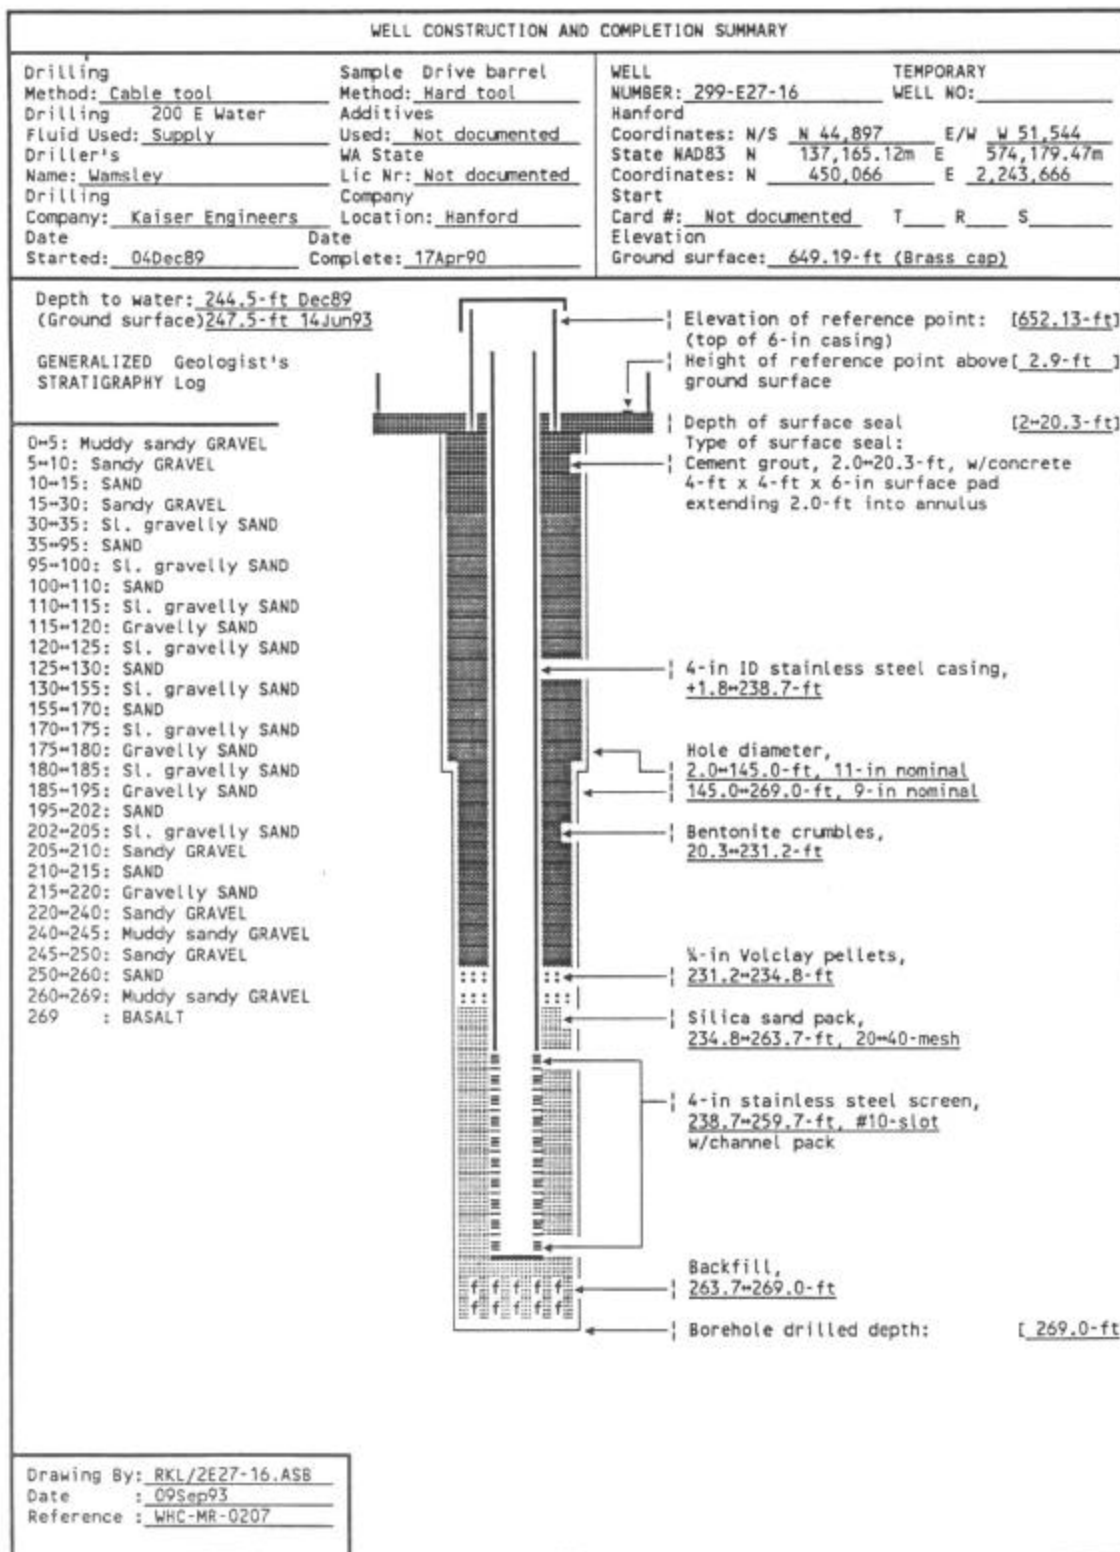 WELL CONSTRUCTION AND COMPLETION SUMMARY
Drilling Sample Drive barrel
Method: Cable tool Method: Hard tool
Drilling 200 E Water Additives
Fluid Used: Supply Used: Not documented
Driller's WA State
Name: Wamsley Lic Nr: Not documented
Drilling Company
Company: Kaiser Engineers Location: Hanford
Date Date
Started: 04Dec89 Complete: 17Apr90
WELL TEMPORARY
NUMBER: 299-E27-16 WELL NO:
Hanford
Coordinates: N/S N 44,897 E/W W 51,544
State NAD83 N 137,165.12m E 574,179.47m
Coordinates: N 450,066 E 2,243,666
Start
Card #: Not documented T R S
Elevation
Ground surface: 649.19-ft (Brass cap)
Depth to water: 244.5-ft Dec89
(Ground surface) 247.5-ft 14Jun93
GENERALIZED Geologist's
STRATIGRAPHY Log
0↔5: Muddy sandy GRAVEL
5↔10: Sandy GRAVEL
10↔15: SAND
15↔30: Sandy GRAVEL
30↔35: Sl. gravelly SAND
35↔95: SAND
95↔100: Sl. gravelly SAND
100↔110: SAND
110↔115: Sl. gravelly SAND
115↔120: Gravelly SAND
120↔125: Sl. gravelly SAND
125↔130: SAND
130↔155: Sl. gravelly SAND
155↔170: SAND
170↔175: Sl. gravelly SAND
175↔180: Gravelly SAND
180↔185: Sl. gravelly SAND
185↔195: Gravelly SAND
195↔202: SAND
202↔205: Sl. gravelly SAND
205↔210: Sandy GRAVEL
210↔215: SAND
215↔220: Gravelly SAND
220↔240: Sandy GRAVEL
240↔245: Muddy sandy GRAVEL
245↔250: Sandy GRAVEL
250↔260: SAND
260↔269: Muddy sandy GRAVEL
269 : BASALT
Elevation of reference point: [652.13-ft]
(top of 6-in casing)
Height of reference point above [ 2.9-ft ]
ground surface
Depth of surface seal [2↔20.3-ft]
Type of surface seal:
Cement grout, 2.0↔20.3-ft, w/concrete
4-ft x 4-ft x 6-in surface pad
extending 2.0-ft into annulus
4-in ID stainless steel casing,
+1.8↔238.7-ft
Hole diameter,
2.0↔145.0-ft, 11-in nominal
145.0↔269.0-ft, 9-in nominal
Bentonite crumbles,
20.3↔231.2-ft
¼-in Volclay pellets,
231.2↔234.8-ft
Silica sand pack,
234.8↔263.7-ft, 20↔40-mesh
4-in stainless steel screen,
238.7↔259.7-ft, #10-slot
w/channel pack
f f f f f
f f f f f
Backfill,
263.7↔269.0-ft
Borehole drilled depth: [ 269.0-ft
Drawing By: RKL/2E27-16.ASB
Date : 09Sep93
Reference : WHC-MR-0207